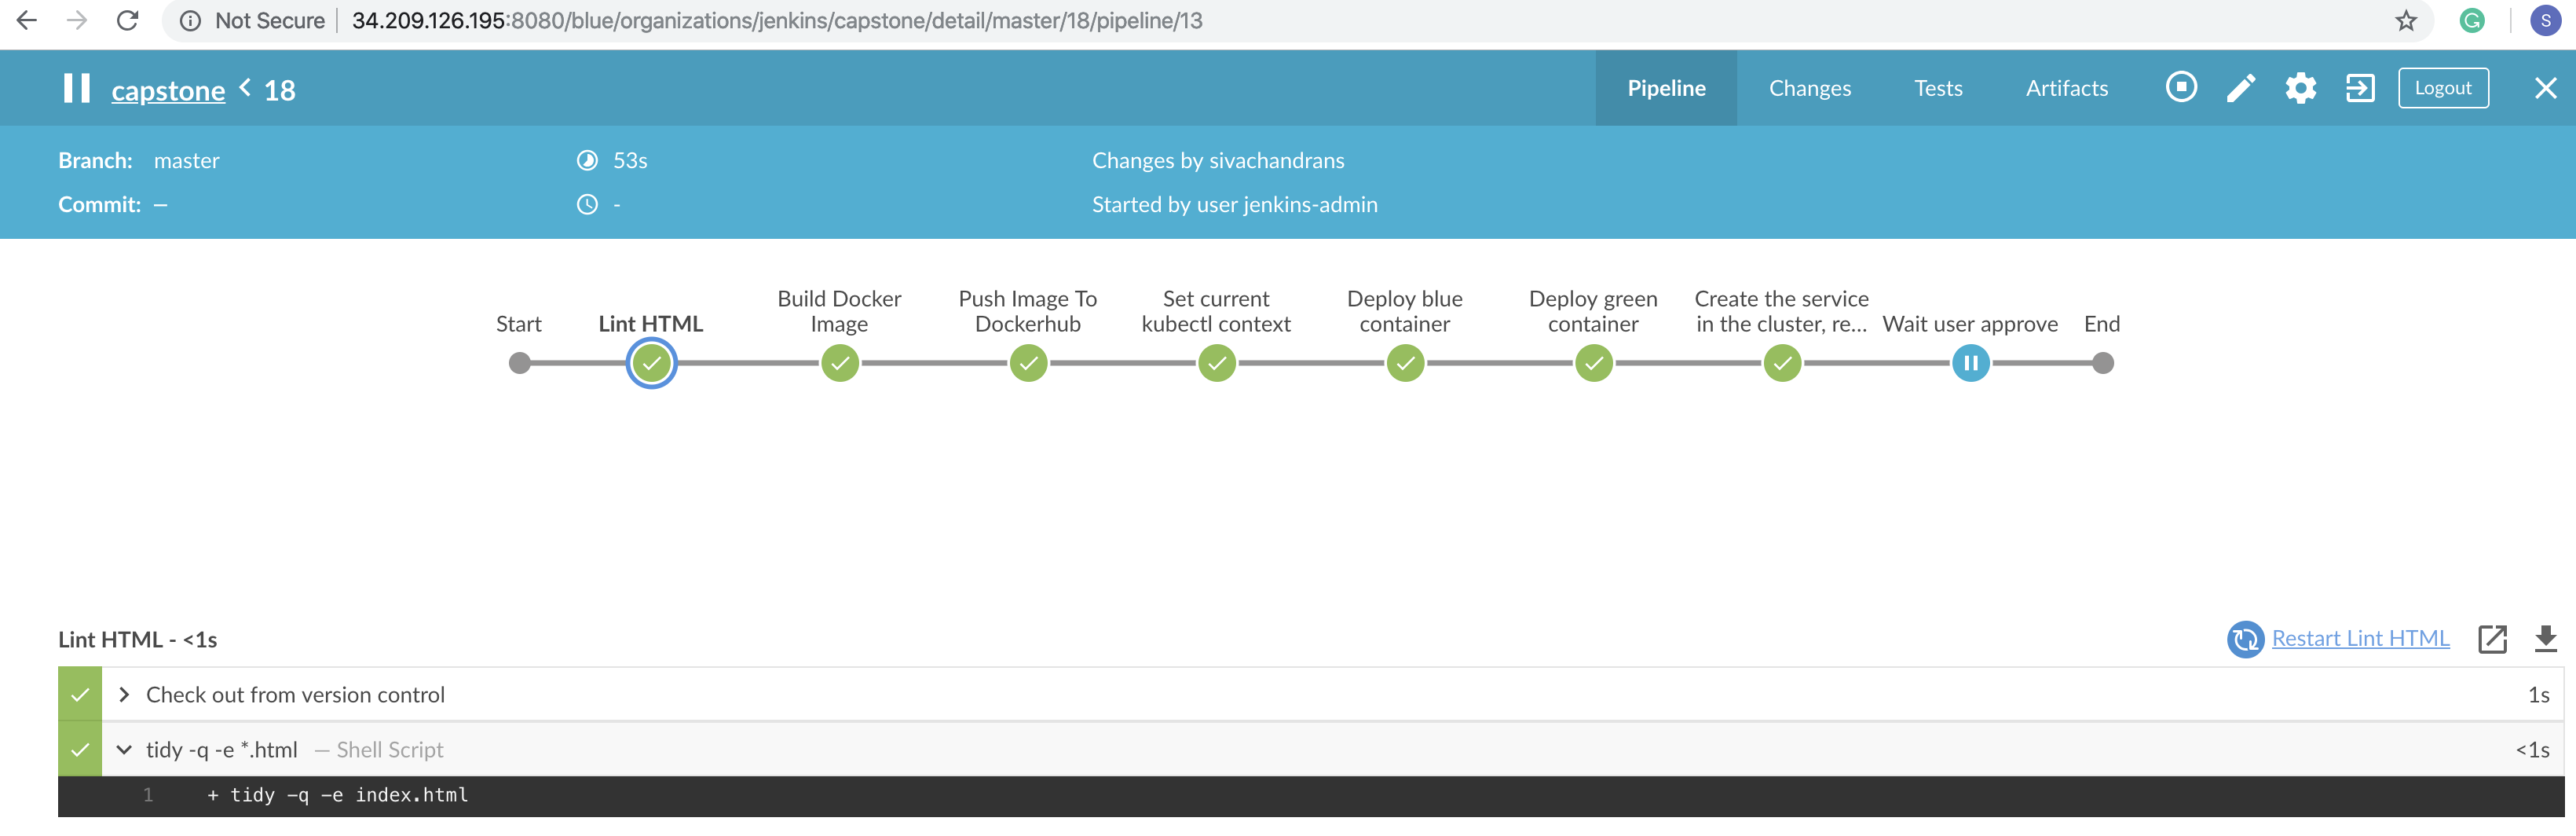 Not Secure 34.209.126.195:8080/blue/organizations/jenkins/capstone/detail/master/18/pipeline/13
S
capstone < 18
Pipeline Changes Tests Artifacts Logout
Branch: master 53s Changes by sivachandrans
Commit: – - Started by user jenkins-admin
Start
Lint HTML
Build Docker
Image
Push Image To
Dockerhub
Set current
kubectl context
Deploy blue
container
Deploy green
container
Create the service
in the cluster, re...
Wait user approve
End
Lint HTML - <1s Restart Lint HTML
Check out from version control 1s
tidy -q -e *.html — Shell Script <1s
1 + tidy -q -e index.html